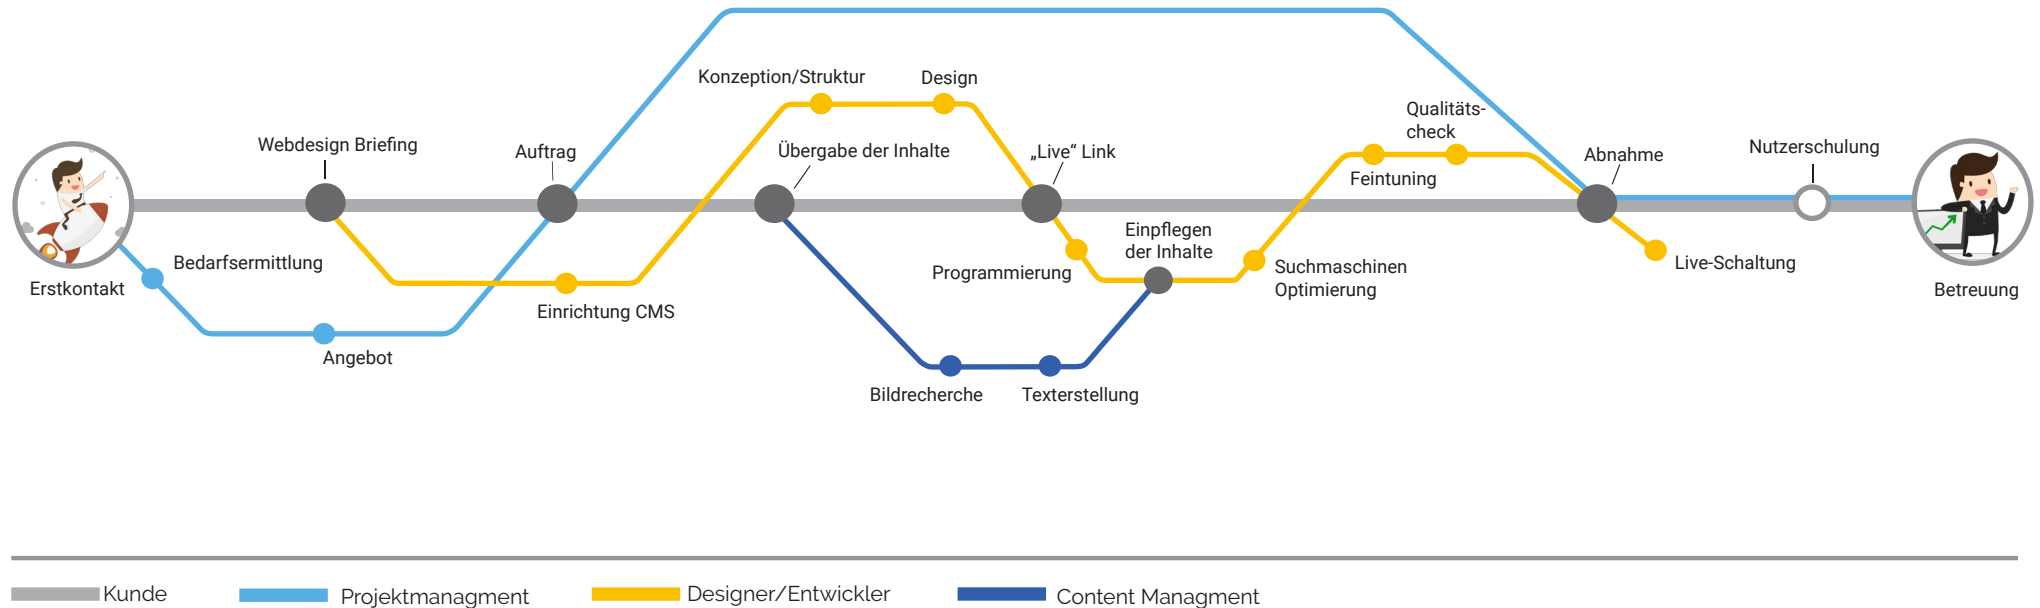 Konzeption/Struktur
Design
Qualitäts-
check
Webdesign Briefing
Auftrag
Übergabe der Inhalte
„Live“ Link
Abnahme
Nutzerschulung
Feintuning
Einpflegen
der Inhalte
Bedarfsermittlung
Programmierung
Suchmaschinen
Optimierung
Live-Schaltung
Erstkontakt
Betreuung
Einrichtung CMS
Angebot
Bildrecherche
Texterstellung
Kunde
Projektmanagment
Designer/Entwickler
Content Managment